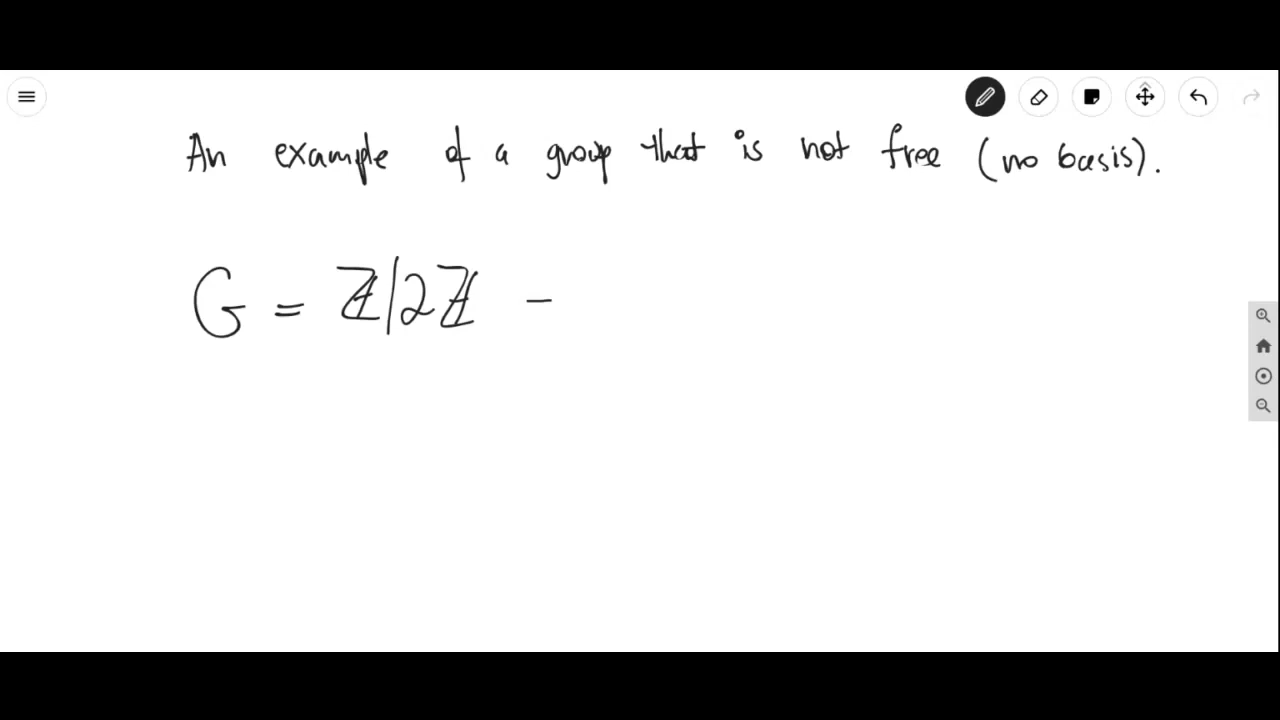 An example of a group that is not free (no basis).
G = ℤ/2ℤ -